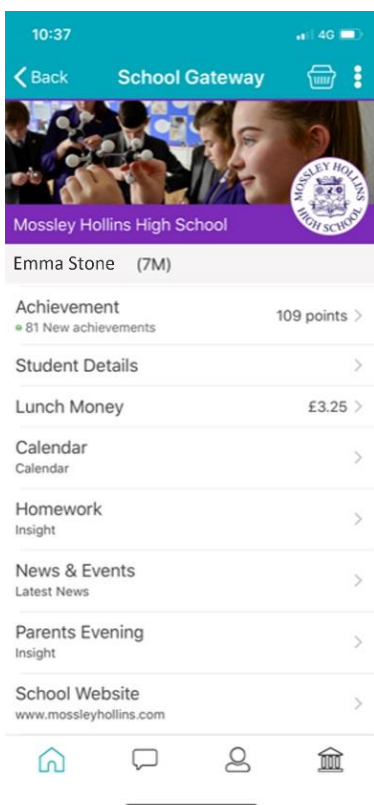 10:37
4G
Back School Gateway
MOSSLEY HOLLINS
HIGH SCHOOL
Mossley Hollins High School
Emma Stone (7M)
Achievement
81 New achievements
109 points
Student Details
Lunch Money £3.25
Calendar
Calendar
Homework
Insight
News & Events
Latest News
Parents Evening
Insight
School Website
www.mossleyhollins.com